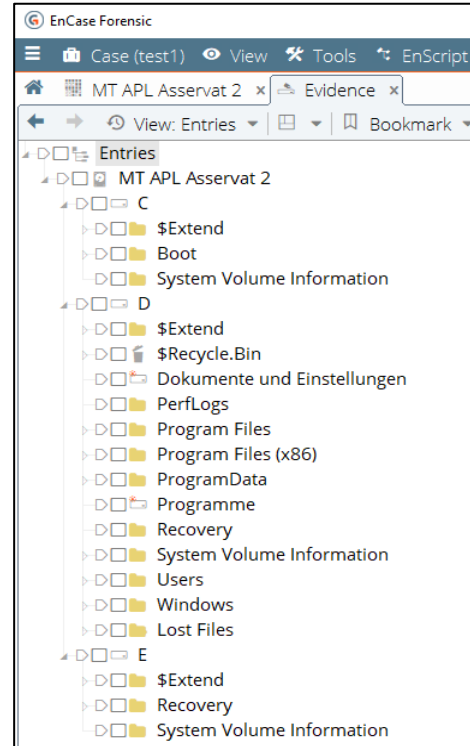 EnCase Forensic
Case (test1) View Tools EnScript
MT APL Asservat 2 x Evidence x
View: Entries Bookmark
Entries
MT APL Asservat 2
C
$Extend
Boot
System Volume Information
D
$Extend
$Recycle.Bin
Dokumente und Einstellungen
PerfLogs
Program Files
Program Files (x86)
ProgramData
Programme
Recovery
System Volume Information
Users
Windows
Lost Files
E
$Extend
Recovery
System Volume Information